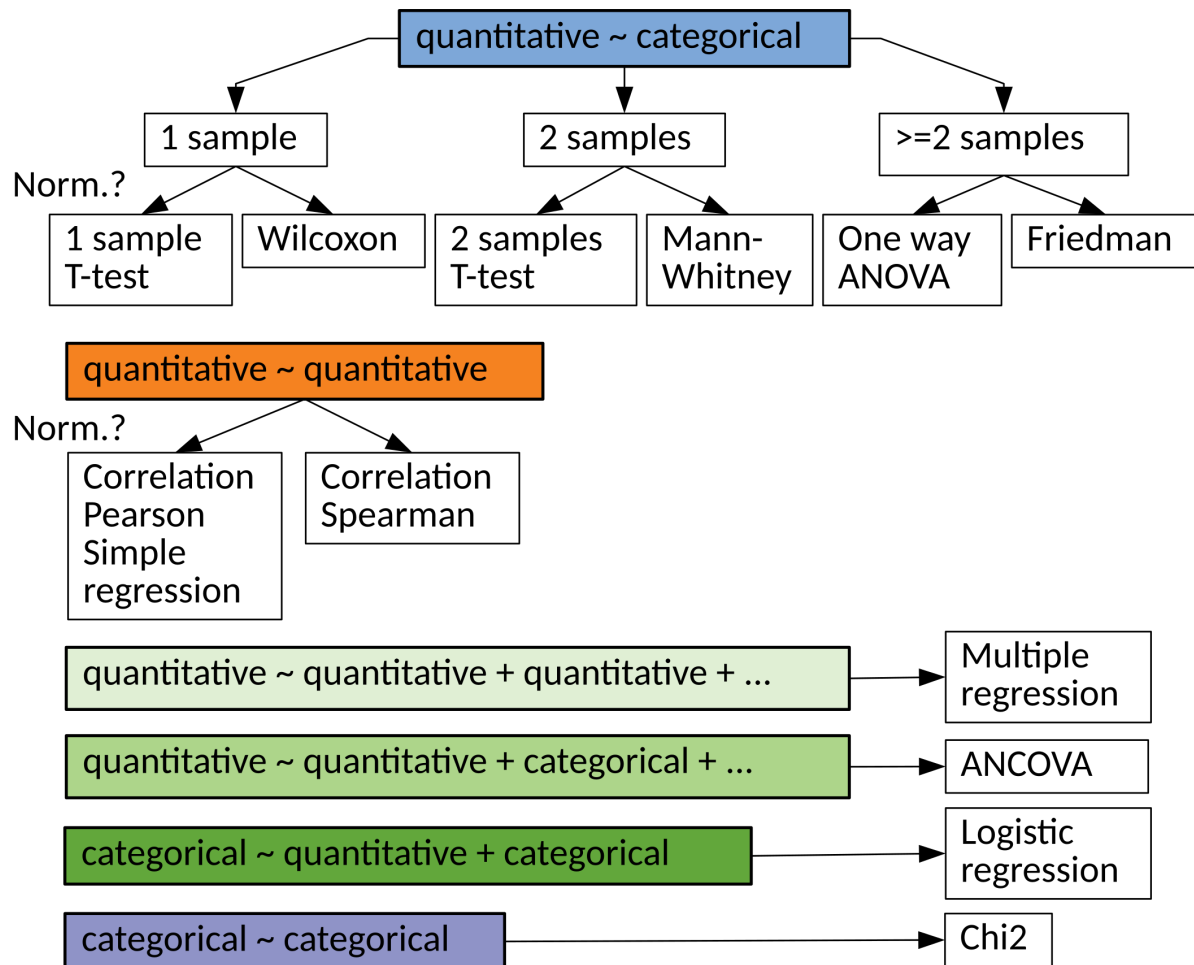 quantitative ~ categorical
1 sample
2 samples
>=2 samples
Norm.?
1 sample
T-test
Wilcoxon
2 samples
T-test
Mann-
Whitney
One way
ANOVA
Friedman
quantitative ~ quantitative
Norm.?
Correlation
Pearson
Simple
regression
Correlation
Spearman
quantitative ~ quantitative + quantitative + ...
Multiple
regression
quantitative ~ quantitative + categorical + ...
ANCOVA
categorical ~ quantitative + categorical
Logistic
regression
categorical ~ categorical
Chi2